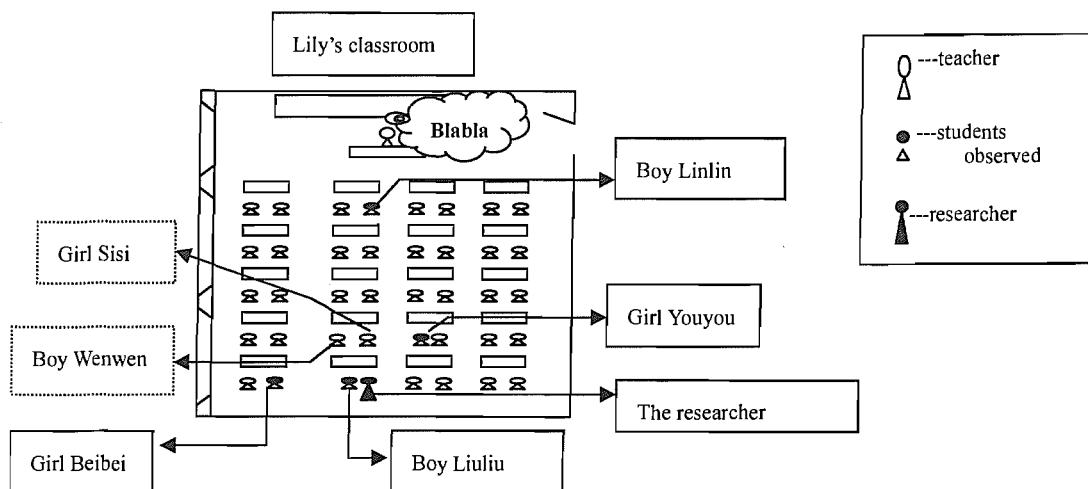 Lily's classroom
---teacher
Blabla
---students
observed
Boy Linlin
---researcher
Girl Sisi
Girl Youyou
Boy Wenwen
The researcher
Girl Beibei
Boy Liuliu